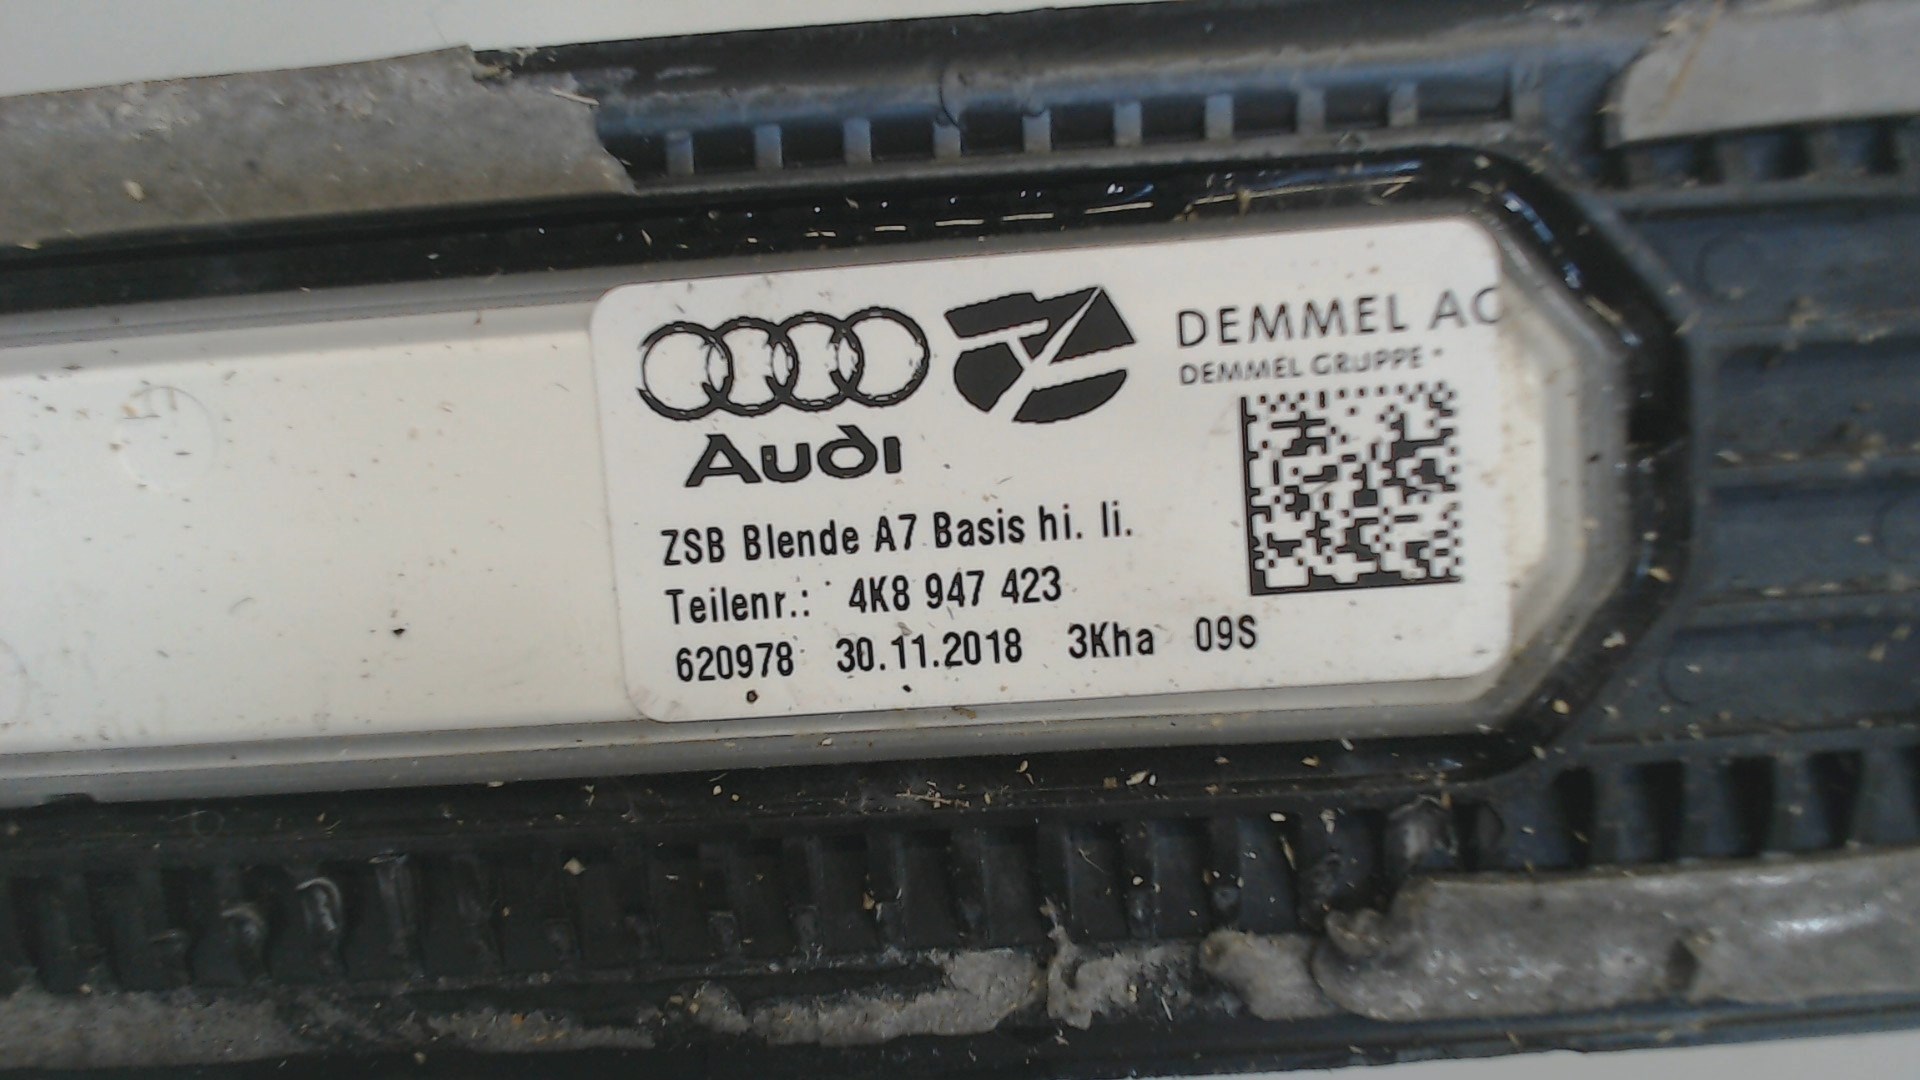 DEMMEL AG
DEMMEL GRUPPE
Audi
ZSB Blende A7 Basis hi. li.
Teilenr.: 4K8 947 423
620978 30.11.2018 3Kha 09S